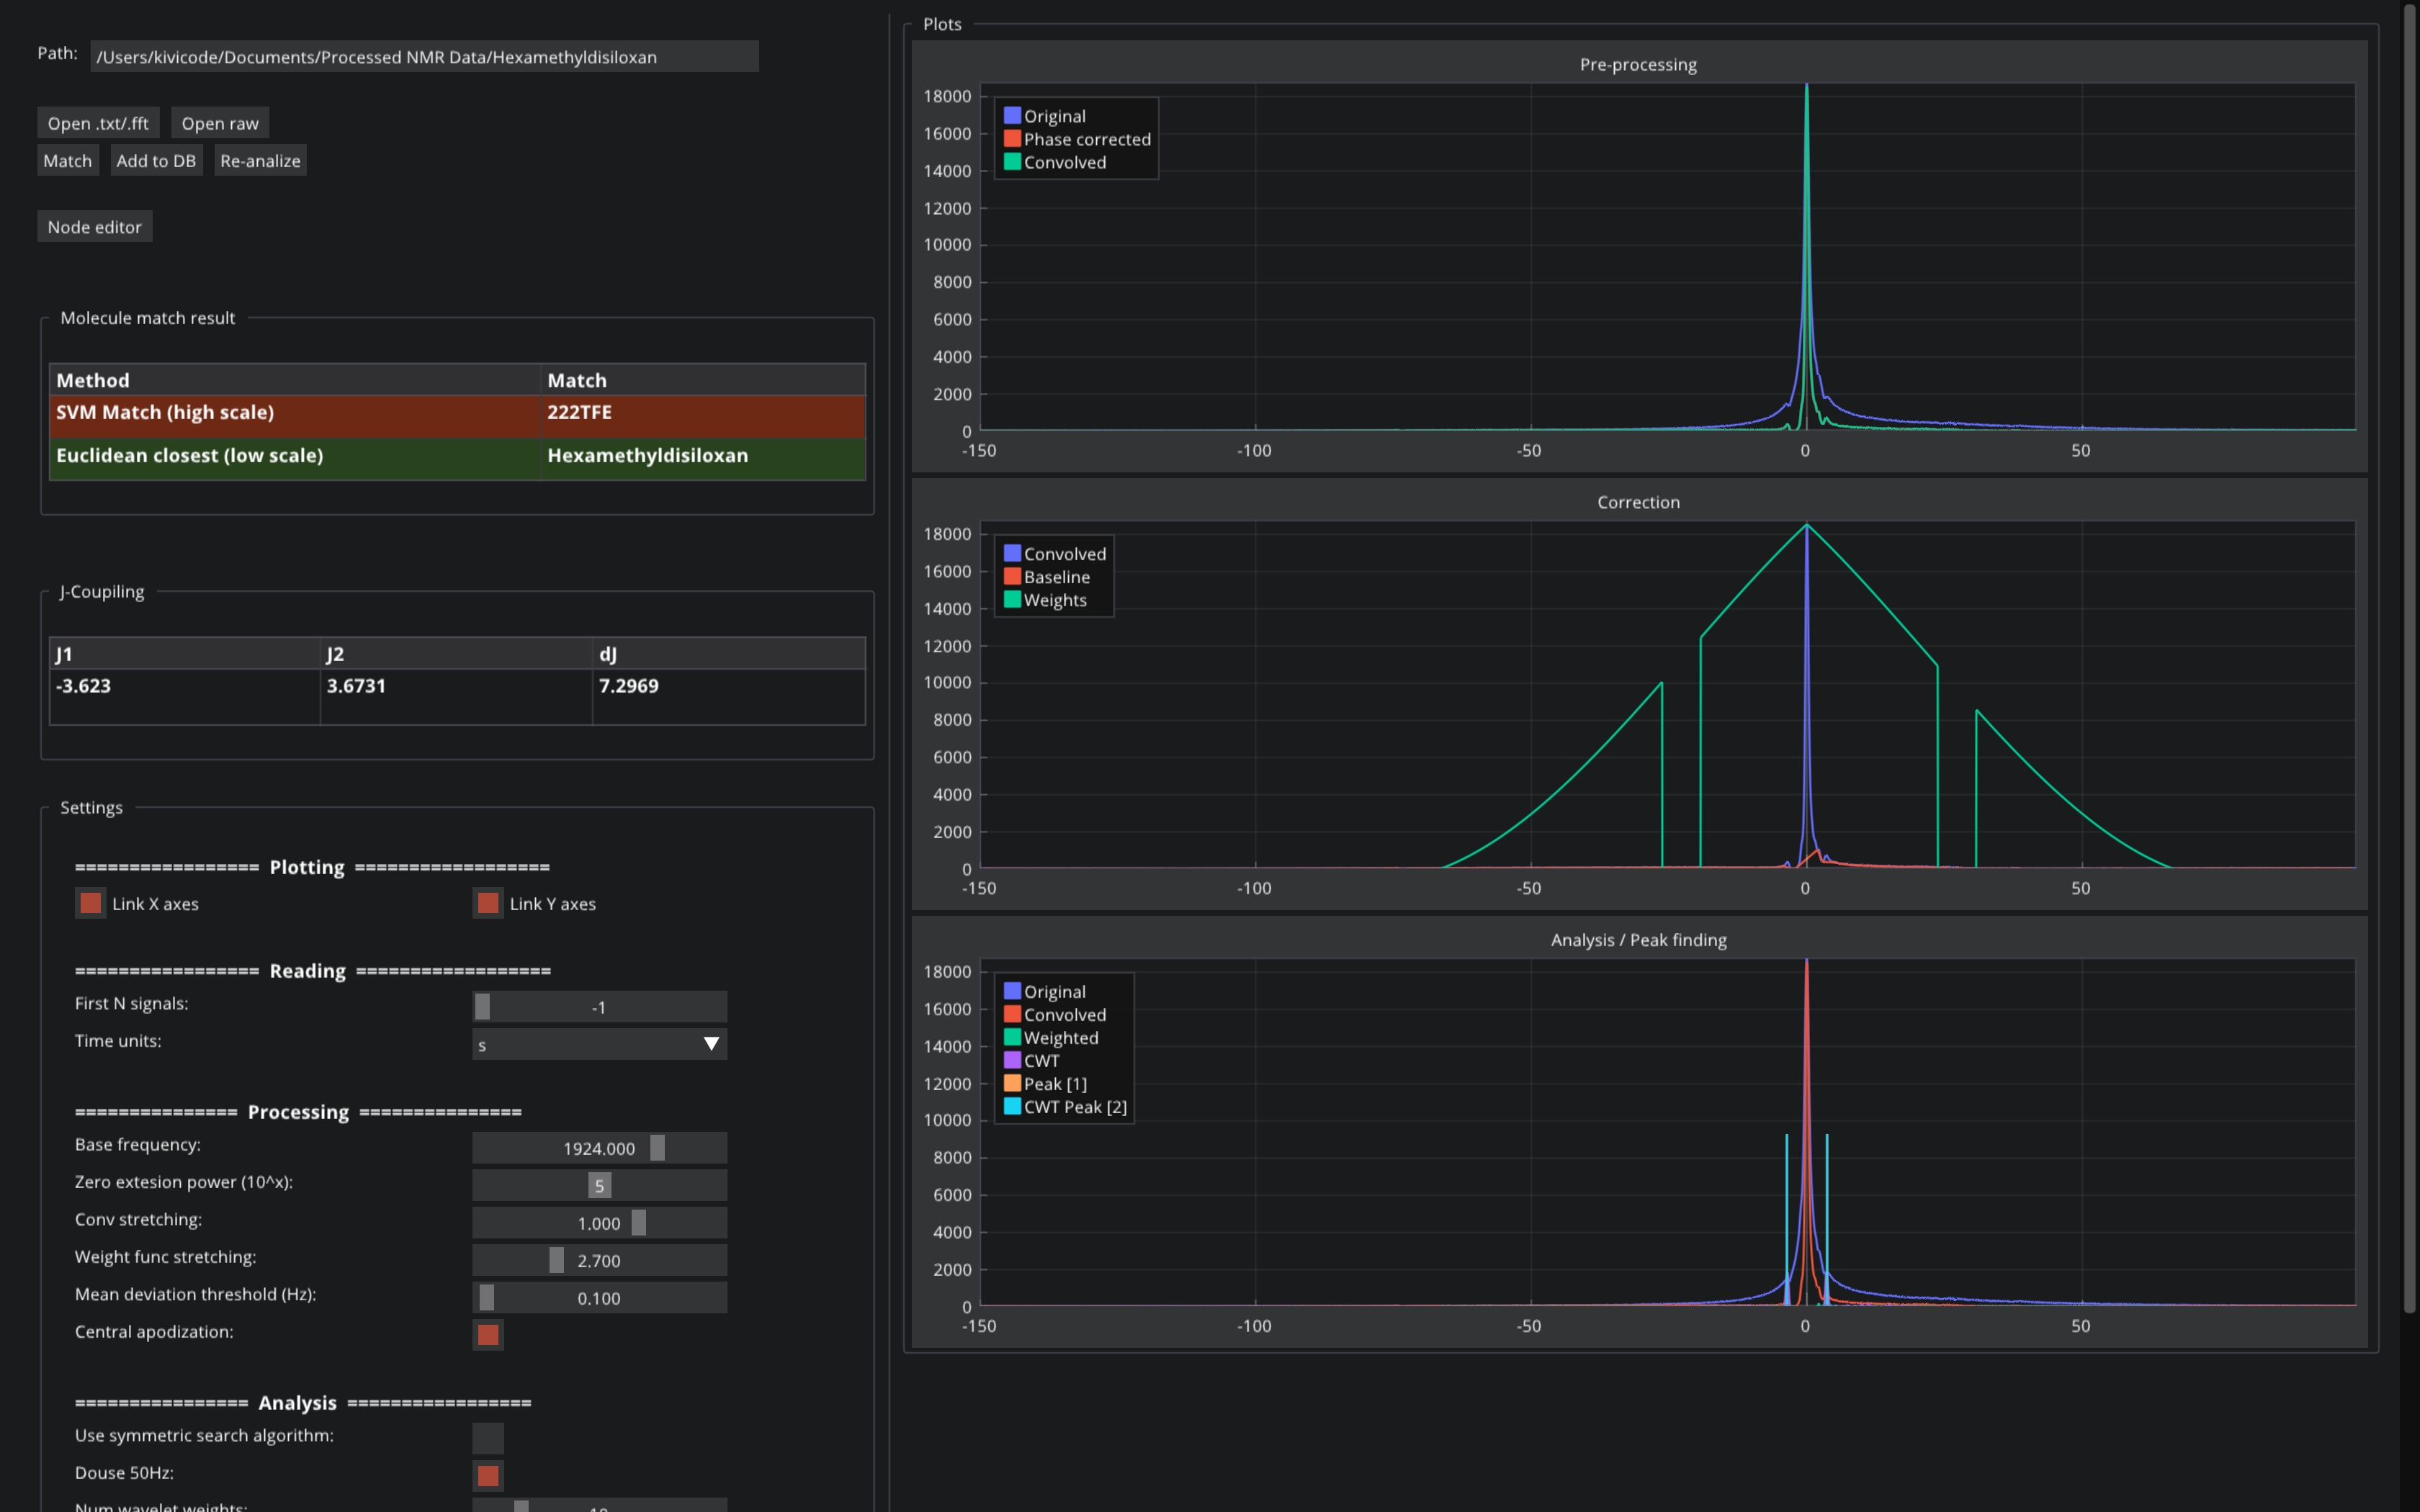 Path: /Users/kivicode/Documents/Processed NMR Data/Hexamethyldisiloxan
Open .txt/.fft Open raw
Match Add to DB Re-analize
Node editor
Molecule match result
Method Match
SVM Match (high scale) 222TFE
Euclidean closest (low scale) Hexamethyldisiloxan
J-Coupling
J1 J2 dJ
-3.623 3.6731 7.2969
Settings
================= Plotting ==================
Link X axes Link Y axes
================= Reading ==================
First N signals: -1
Time units: s
=============== Processing ===============
Base frequency: 1924.000
Zero extesion power (10^x): 5
Conv stretching: 1.000
Weight func stretching: 2.700
Mean deviation threshold (Hz): 0.100
Central apodization:
================ Analysis =================
Use symmetric search algorithm:
Douse 50Hz:
Num wavelet weights: 10
Plots
Pre-processing
18000
16000
14000
12000
10000
8000
6000
4000
2000
0
Original
Phase corrected
Convolved
-150 -100 -50 0 50
Correction
18000
16000
14000
12000
10000
8000
6000
4000
2000
0
Convolved
Baseline
Weights
-150 -100 -50 0 50
Analysis / Peak finding
18000
16000
14000
12000
10000
8000
6000
4000
2000
0
Original
Convolved
Weighted
CWT
Peak [1]
CWT Peak [2]
-150 -100 -50 0 50